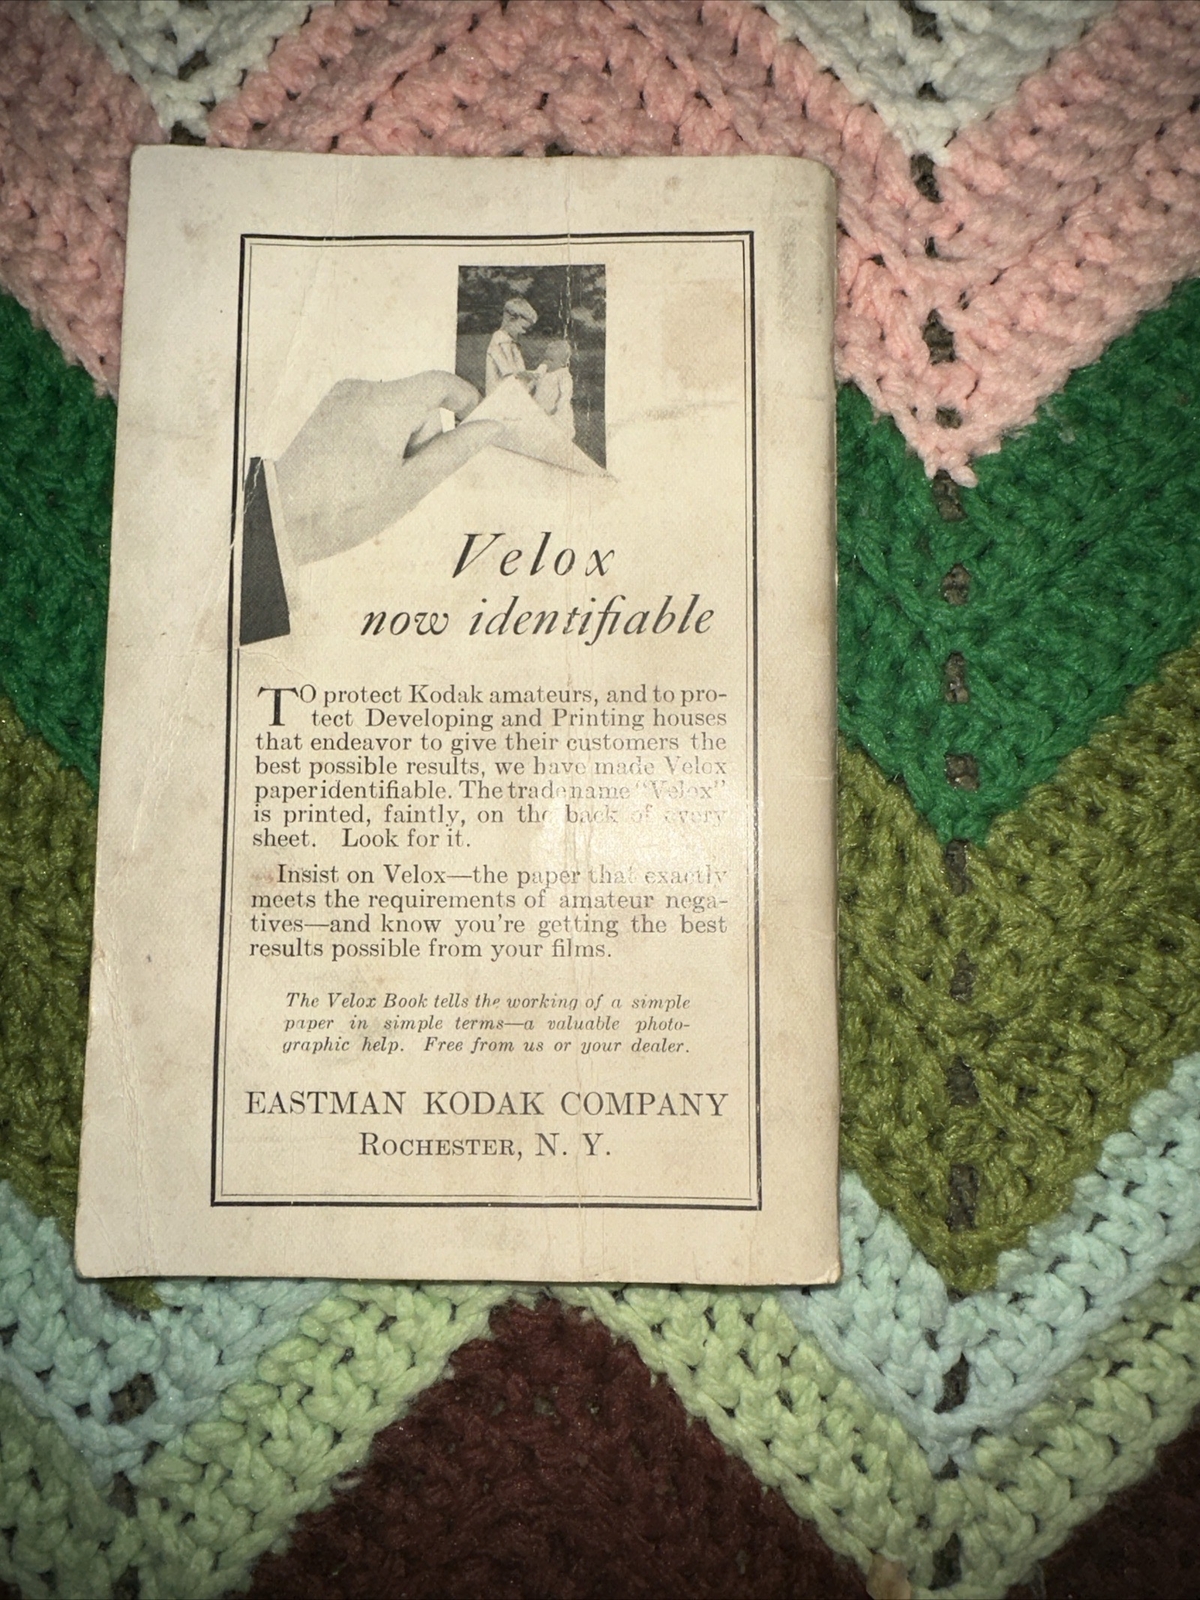 Velox
now identifiable
TO protect Kodak amateurs, and to pro-
tect Developing and Printing houses
that endeavor to give their customers the
best possible results, we have made Velox
paper identifiable. The trade name "Velox"
is printed, faintly, on the back of every
sheet. Look for it.
Insist on Velox—the paper that exactly
meets the requirements of amateur nega-
tives—and know you're getting the best
results possible from your films.
The Velox Book tells the working of a simple
paper in simple terms—a valuable photo-
graphic help. Free from us or your dealer.
EASTMAN KODAK COMPANY
ROCHESTER, N. Y.